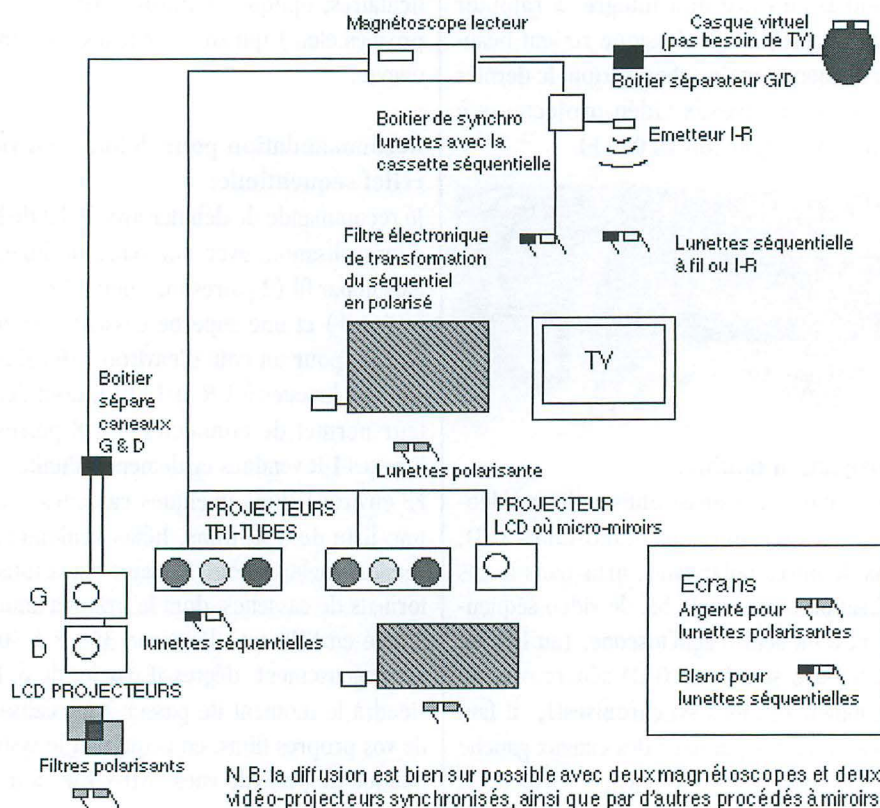 Magnétoscope lecteur
Casque virtuel
(pas besoin de TY)
Boitier séparateur G/D
Boitier de synchro
lunettes avec la
cassette séquentielle
Emetteur I-R
Filtre électronique
de transformation
du séquentiel
en polarisé
Lunettes séquentielle
à fil ou I-R
TY
Boitier
sépare
caneaux
G & D
Lunettes polarisante
PROJECTEURS
TRI-TUBES
PROJECTEUR
LCD où micro-miroirs
G
D
lunettes séquentielles
LCD PROJECTEURS
Filtres polarisants
Ecrans
Argenté pour
lunettes polarisantes
Blanc pour
lunettes séquentielles
N.B: la diffusion est bien sur possible avec deux magnétoscopes et deux
vidéo-projecteurs synchronisés, ainsi que par d'autres procédés à miroirs